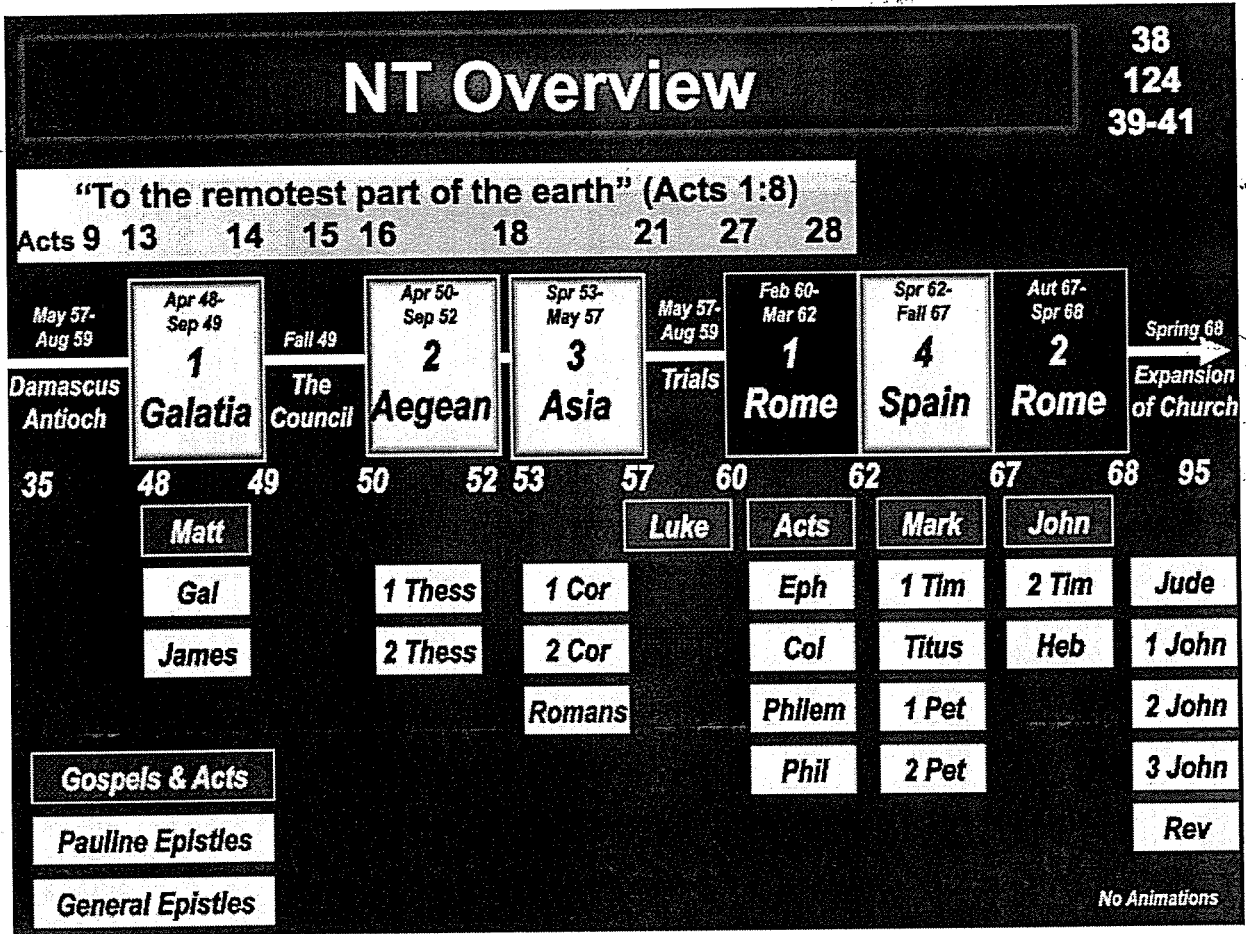 NT Overview
38
124
39-41
“To the remotest part of the earth” (Acts 1:8)
Acts 9 13 14 15 16 18 21 27 28
May 57-
Aug 59
Damascus
Antioch
Apr 48-
Sep 49
1
Galatia
Fall 49
The
Council
Apr 50-
Sep 52
2
Aegean
Spr 53-
May 57
3
Asia
May 57-
Aug 59
Trials
Feb 60-
Mar 62
1
Rome
Spr 62-
Fall 67
4
Spain
Aut 67-
Spr 68
2
Rome
Spring 68
Expansion
of Church
35 48 49 50 52 53 57 60 62 67 68 95
Matt
Gal
James
1 Thess
2 Thess
1 Cor
2 Cor
Romans
Luke
Acts
Eph
Col
Philem
Phil
Mark
1 Tim
Titus
1 Pet
2 Pet
John
2 Tim
Heb
Jude
1 John
2 John
3 John
Rev
Gospels & Acts
Pauline Epistles
General Epistles
No Animations